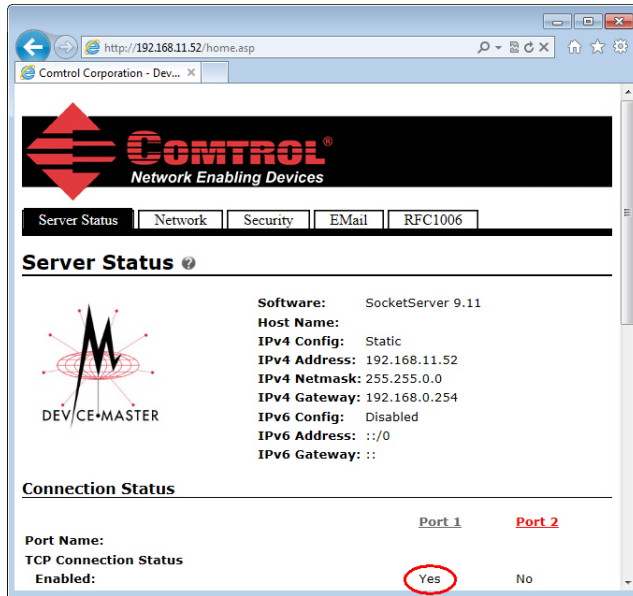 http://192.168.11.52/home.asp
Comtrol Corporation - Dev...
COMTROL®
Network Enabling Devices
Server Status Network Security EMail RFC1006
Server Status ?
DEVICE•MASTER
Software: SocketServer 9.11
Host Name:
IPv4 Config: Static
IPv4 Address: 192.168.11.52
IPv4 Netmask: 255.255.0.0
IPv4 Gateway: 192.168.0.254
IPv6 Config: Disabled
IPv6 Address: ::/0
IPv6 Gateway: ::
Connection Status
Port 1 Port 2
Port Name:
TCP Connection Status
Enabled: Yes No